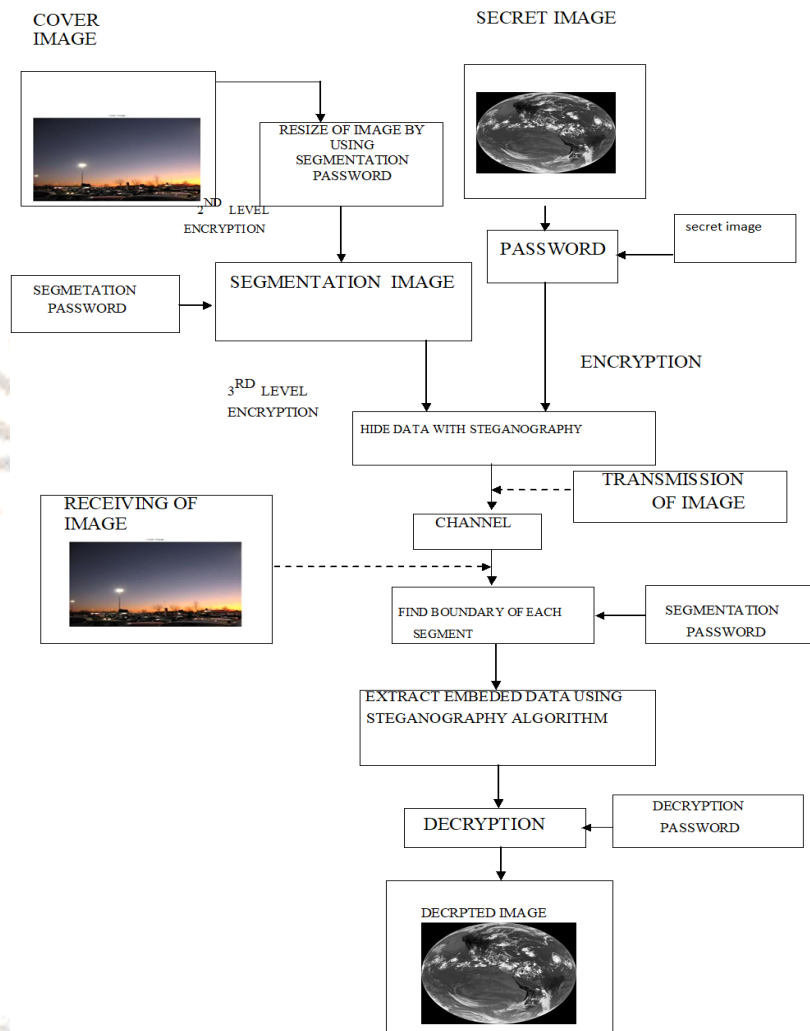 COVER
IMAGE
SECRET IMAGE
RESIZE OF IMAGE BY
USING
SEGMENTATION
PASSWORD
2ND LEVEL
ENCRYPTION
PASSWORD
secret image
SEGMETATION
PASSWORD
SEGMENTATION IMAGE
ENCRYPTION
3RD LEVEL
ENCRYPTION
HIDE DATA WITH STEGANOGRAPHY
TRANSMISSION
OF IMAGE
RECEIVING OF
IMAGE
CHANNEL
FIND BOUNDARY OF EACH
SEGMENT
SEGMENTATION
PASSWORD
EXTRACT EMBEDED DATA USING
STEGANOGRAPHY ALGORITHM
DECRYPTION
DECRYPTION
PASSWORD
DECRPTED IMAGE